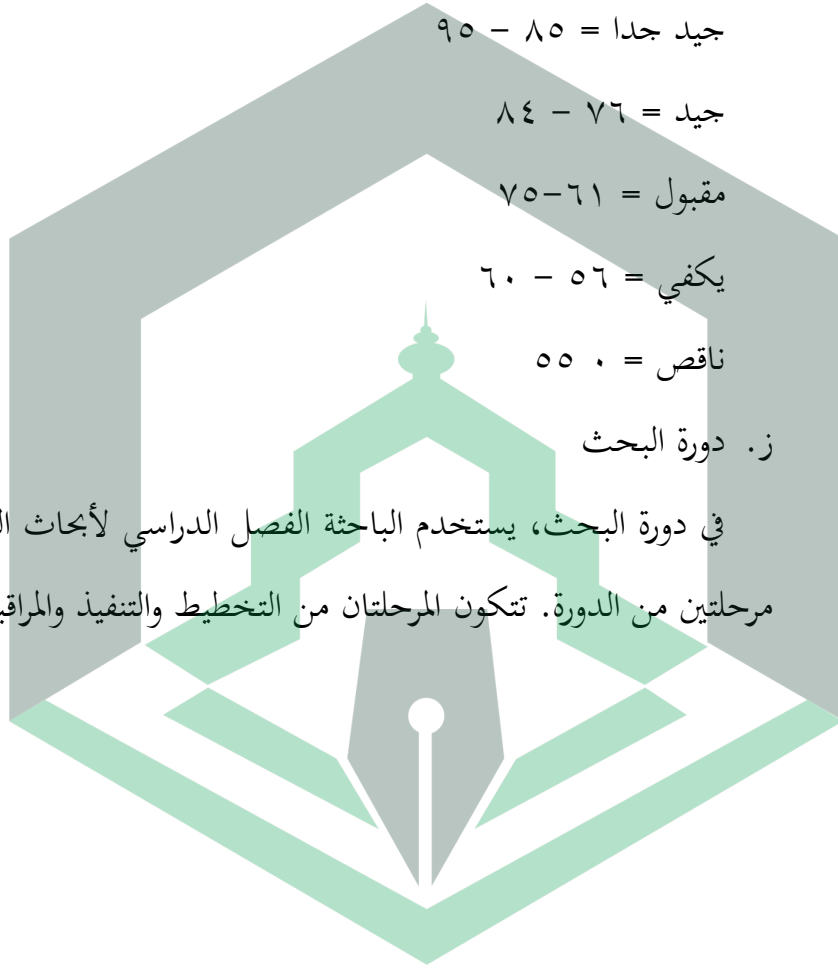 جيد جدا = ٨٥ – ٩٥
جيد = ٧٦ – ٨٤
مقبول = ٦١-٧٥
يكفي = ٥٦ – ٦٠
ناقص = ٠ ٥٥
ز. دورة البحث
في دورة البحث، يستخدم الباحثة الفصل الدراسي لأبحاث
مرحلتين من الدورة. تتكون المرحلتان من التخطيط والتنفيذ